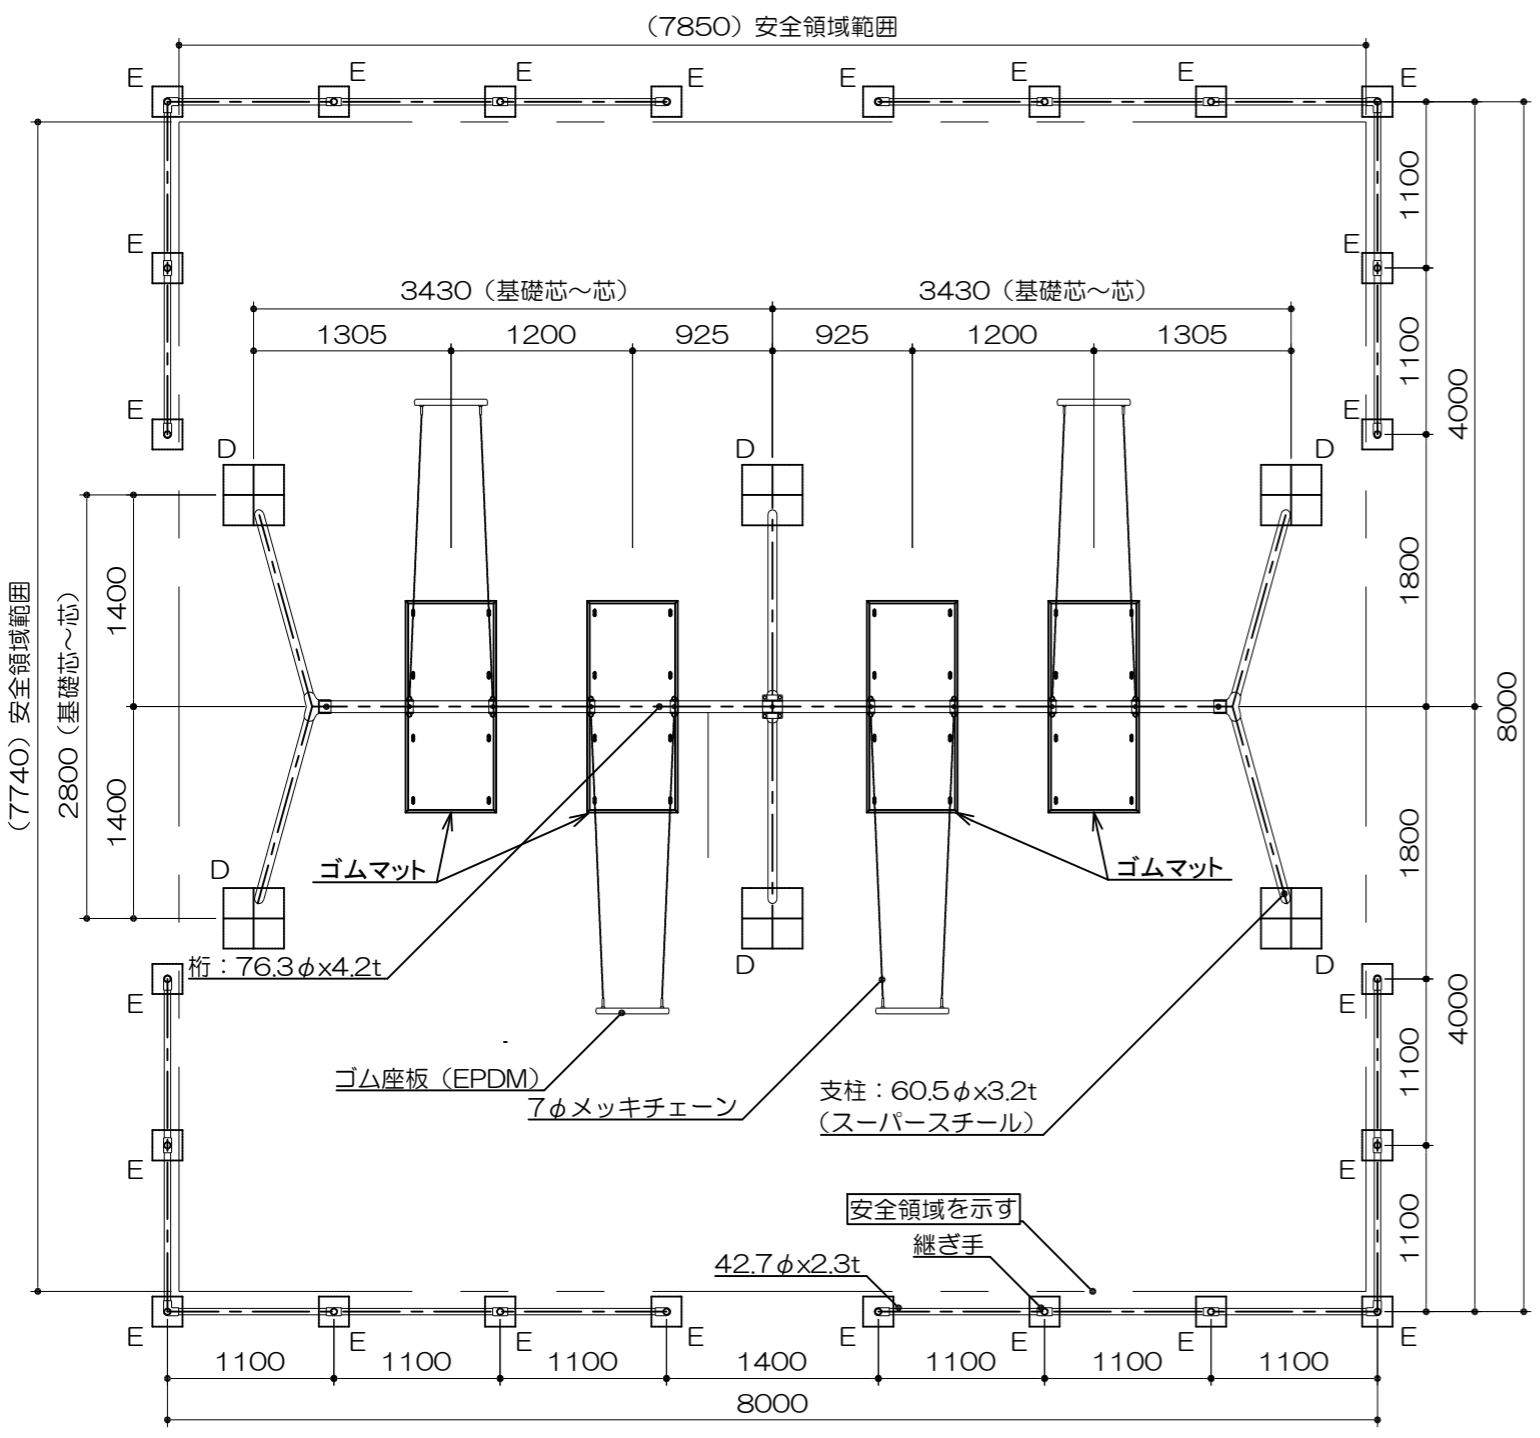 （7850）安全領域範囲
E E E E E E E E
E E
3430（基礎芯～芯） 3430（基礎芯～芯）
1305 1200 925 925 1200 1305
E E
D D D
1100
1100
4000
1800
8000
1800
4000
1100
1100
（7740）安全領域範囲
2800（基礎芯～芯）
1400
1400
ゴムマット ゴムマット
D D D
桁：76.3φx4.2t
E E
ゴム座板（EPDM）
7φメッキチェーン
支柱：60.5φx3.2t
（スーパースチール）
E E
安全領域を示す
継ぎ手
42.7φx2.3t
E E E E E E E E
1100 1100 1100 1400 1100 1100 1100
8000